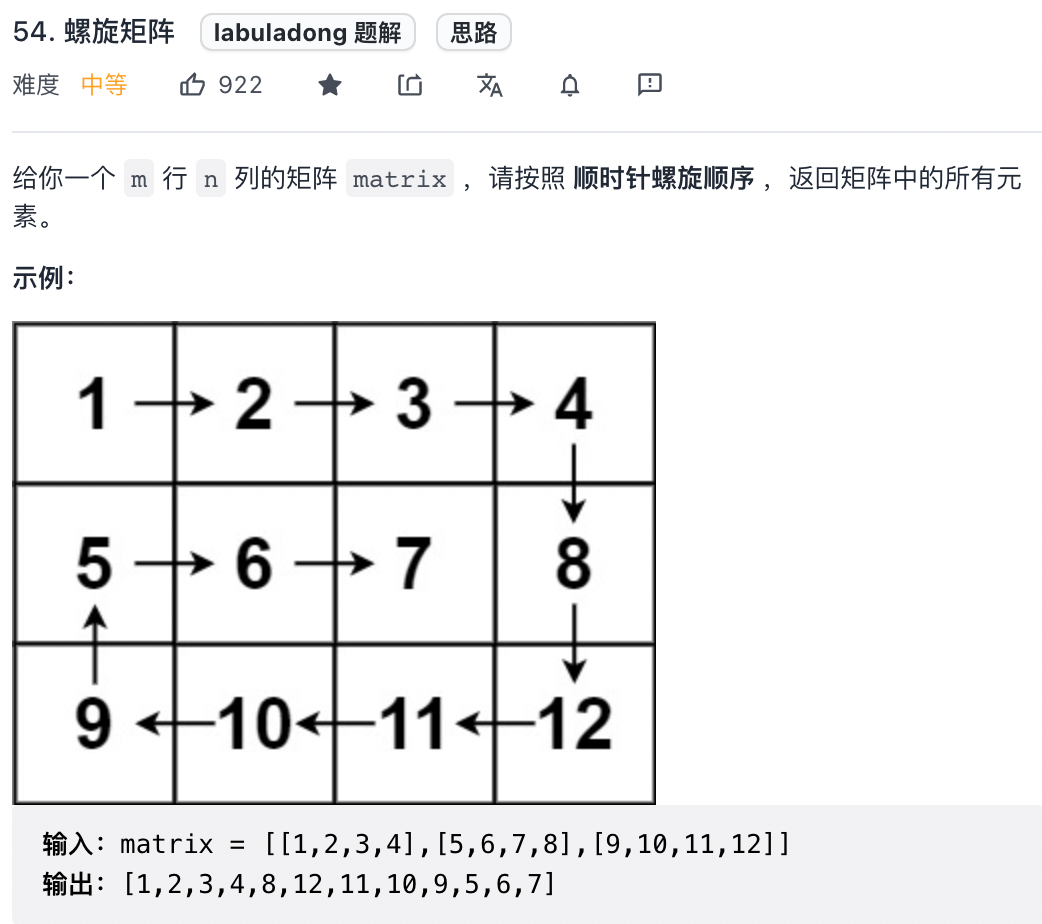 54. 螺旋矩阵 labuladong 题解 思路
难度 中等 922
给你一个 m 行 n 列的矩阵 matrix ，请按照 顺时针螺旋顺序 ，返回矩阵中的所有元
素。
示例：
1 2 3 4
5 6 7 8
9 10 11 12
输入：matrix = [[1,2,3,4],[5,6,7,8],[9,10,11,12]]
输出：[1,2,3,4,8,12,11,10,9,5,6,7]